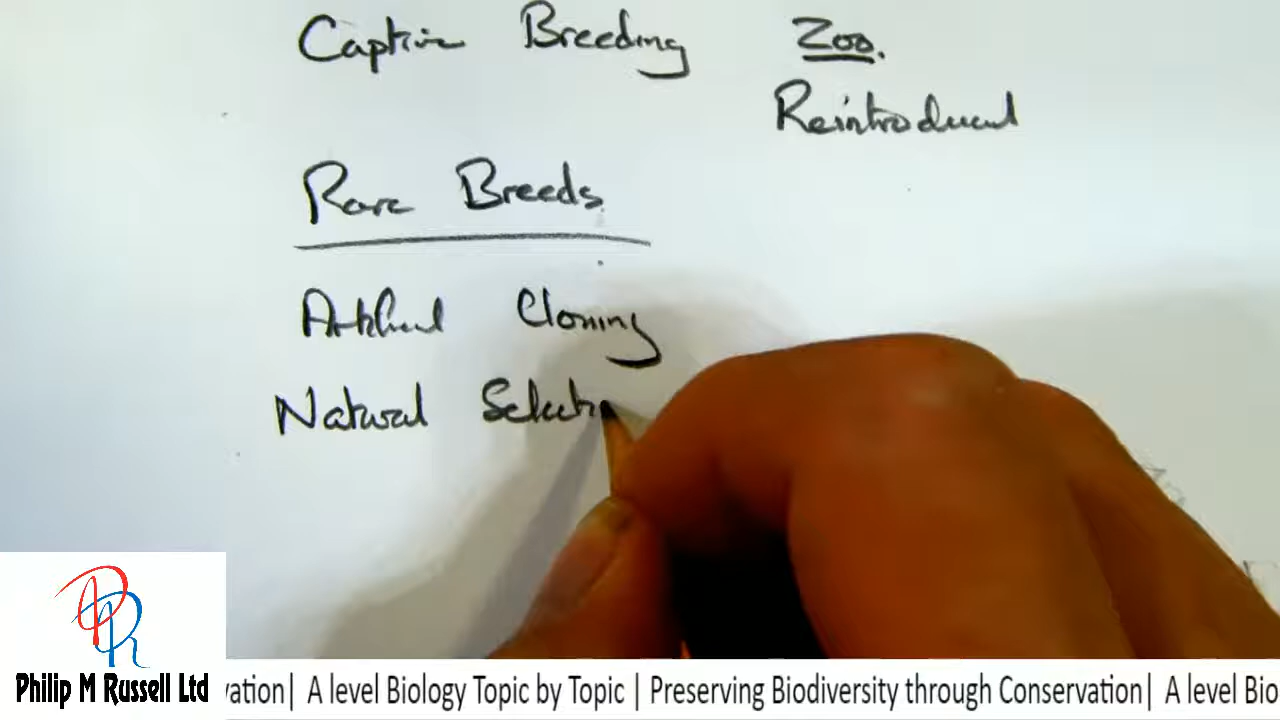 Captive Breeding Zoo.
Reintroduced
Rare Breeds.
Artificial Cloning
Natural Selecti
Philip M Russell Ltd
vation| A level Biology Topic by Topic | Preserving Biodiversity through Conservation| A level Bio